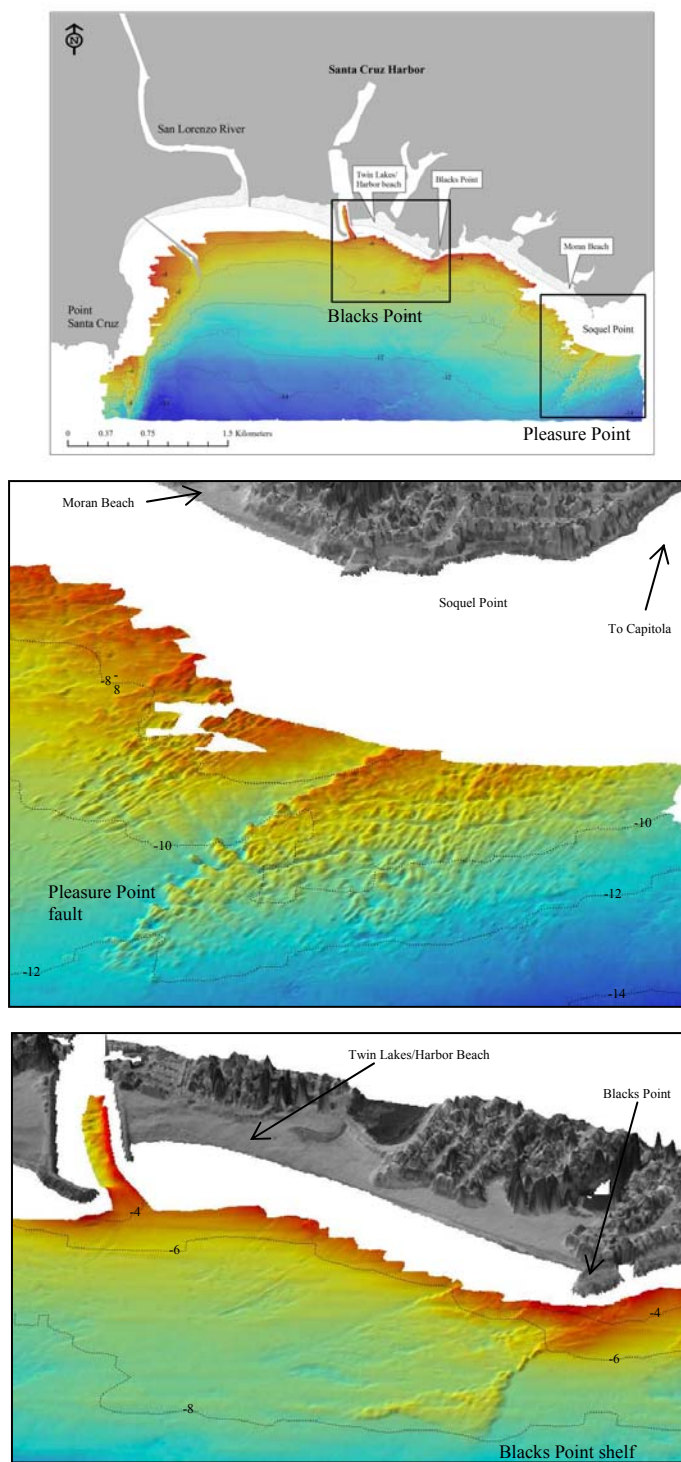 N
Santa Cruz Harbor
San Lorenzo River
Twin Lakes/
Harbor beach
Blacks Point
Moran Beach
Point
Santa Cruz
Blacks Point
Soquel Point
Pleasure Point
-12
-14
0 0.37 0.75 1.5 Kilometers
Moran Beach
Soquel Point
To Capitola
-8
-
8
-10
-10
Pleasure Point
fault
-12
-12
-14
Twin Lakes/Harbor Beach
Blacks Point
-4
-6
-4
-6
-8
Blacks Point shelf